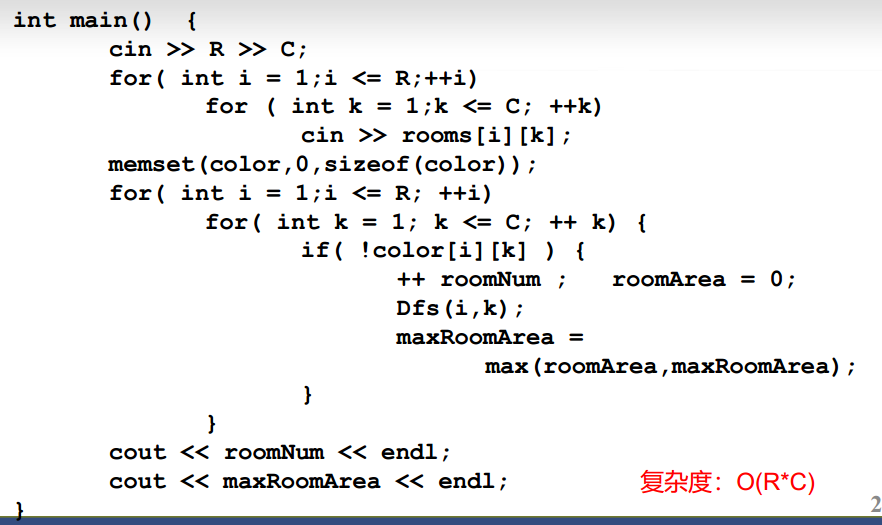 int main()  {
cin >> R >> C;
for( int i = 1;i <= R;++i)
for ( int k = 1;k <= C; ++k)
cin >> rooms[i][k];
memset(color,0,sizeof(color));
for( int i = 1;i <= R; ++i)
for( int k = 1; k <= C; ++ k) {
if( !color[i][k] ) {
++ roomNum ;   roomArea = 0;
Dfs(i,k);
maxRoomArea =
max(roomArea,maxRoomArea);
}
}
cout << roomNum << endl;
cout << maxRoomArea << endl;
复杂度：O(R*C)
}
2